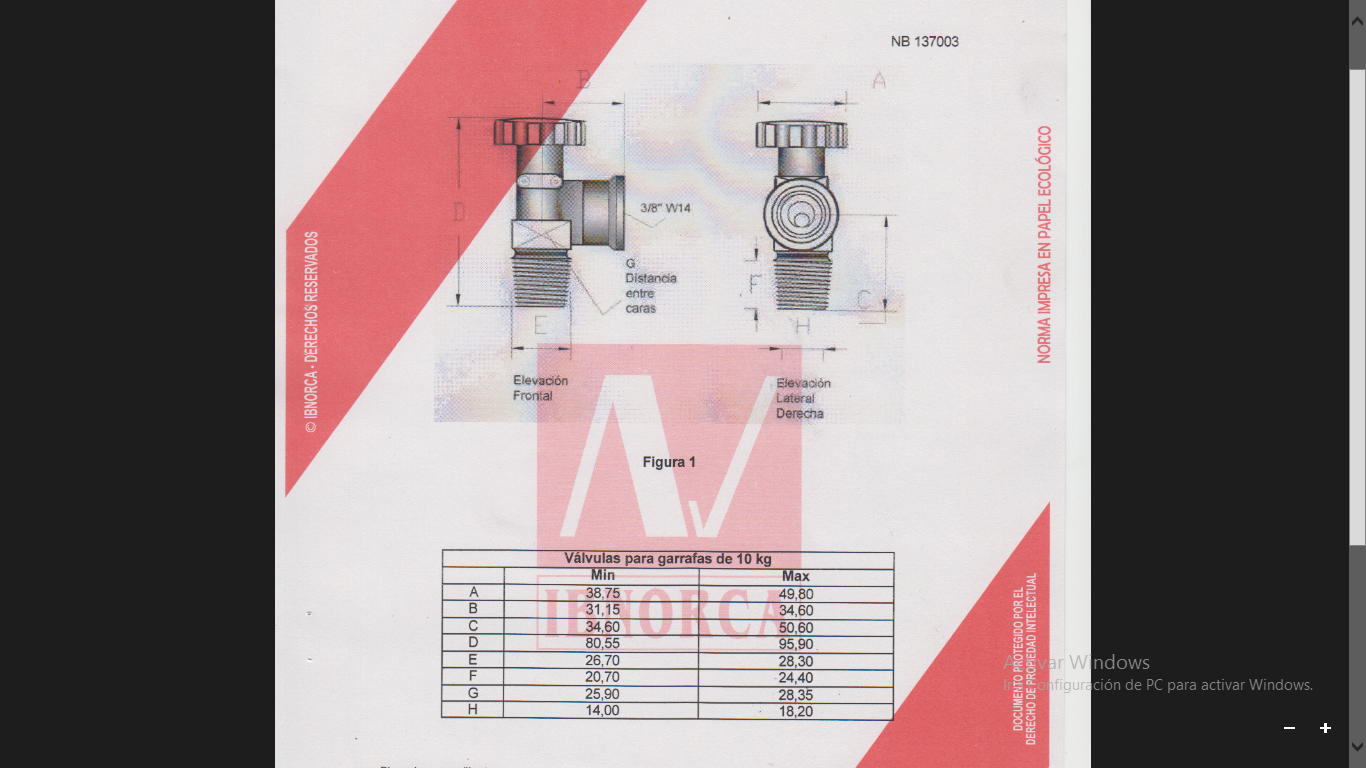 NB 137003
B
A
D
3/8" W14
G
Distancia
entre
caras
E
F
C
H
Elevación
Frontal
Elevación
Lateral
Derecha
Figura 1
Válvulas para garrafas de 10 kg
Min Max
A 38,75 49,80
B 31,15 34,60
C 34,60 50,60
D 80,55 95,90
E 26,70 28,30
F 20,70 24,40
G 25,90 28,35
H 14,00 18,20
IBNORCA
© IBNORCA - DERECHOS RESERVADOS
NORMA IMPRESA EN PAPEL ECOLÓGICO
DOCUMENTO PROTEGIDO POR EL
DERECHO DE PROPIEDAD INTELECTUAL
Activar Windows
configuración de PC para activar Windows.